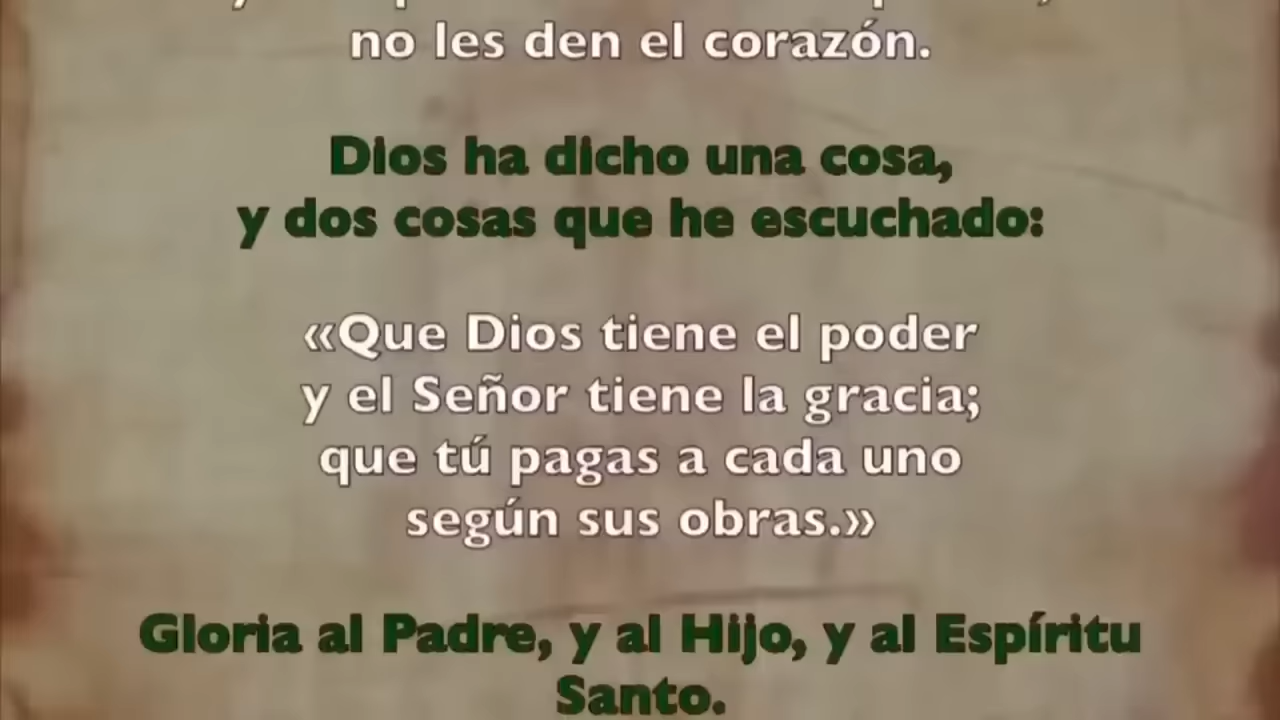 no les den el corazón.
Dios ha dicho una cosa,
y dos cosas que he escuchado:
«Que Dios tiene el poder
y el Señor tiene la gracia;
que tú pagas a cada uno
según sus obras.»
Gloria al Padre, y al Hijo, y al Espíritu
Santo.